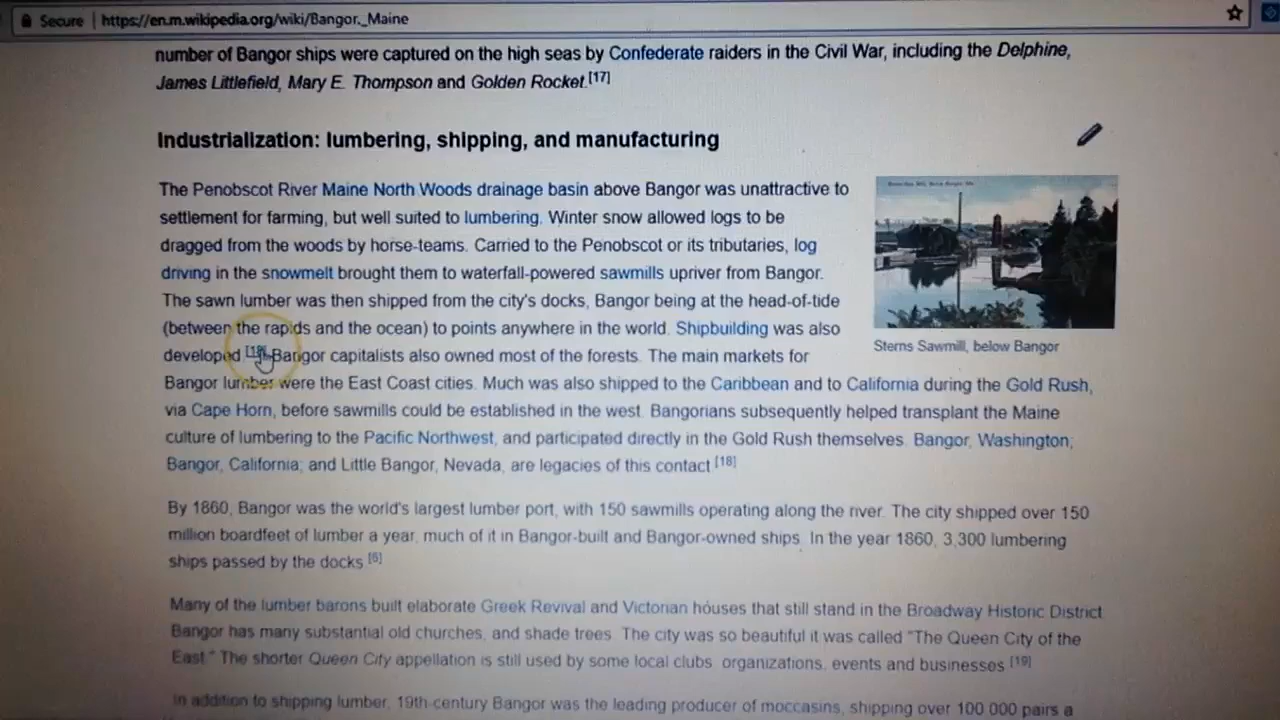 Secure | https://en.m.wikipedia.org/wiki/Bangor,_Maine
number of Bangor ships were captured on the high seas by Confederate raiders in the Civil War, including the Delphine,
James Littlefield, Mary E. Thompson and Golden Rocket.[17]
Industrialization: lumbering, shipping, and manufacturing
The Penobscot River Maine North Woods drainage basin above Bangor was unattractive to
settlement for farming, but well suited to lumbering. Winter snow allowed logs to be
dragged from the woods by horse-teams. Carried to the Penobscot or its tributaries, log
driving in the snowmelt brought them to waterfall-powered sawmills upriver from Bangor.
The sawn lumber was then shipped from the city's docks, Bangor being at the head-of-tide
(between the rapids and the ocean) to points anywhere in the world. Shipbuilding was also
developed. Bangor capitalists also owned most of the forests. The main markets for
Bangor lumber were the East Coast cities. Much was also shipped to the Caribbean and to California during the Gold Rush,
via Cape Horn, before sawmills could be established in the west. Bangorians subsequently helped transplant the Maine
culture of lumbering to the Pacific Northwest, and participated directly in the Gold Rush themselves. Bangor, Washington;
Bangor, California; and Little Bangor, Nevada, are legacies of this contact.[18]
By 1860, Bangor was the world's largest lumber port, with 150 sawmills operating along the river. The city shipped over 150
million boardfeet of lumber a year, much of it in Bangor-built and Bangor-owned ships. In the year 1860, 3,300 lumbering
ships passed by the docks.[6]
Many of the lumber barons built elaborate Greek Revival and Victorian houses that still stand in the Broadway Historic District.
Bangor has many substantial old churches, and shade trees. The city was so beautiful it was called "The Queen City of the
East." The shorter Queen City appellation is still used by some local clubs, organizations, events and businesses.[19]
In addition to shipping lumber, 19th-century Bangor was the leading producer of moccasins, shipping over 100,000 pairs a
Sterns Sawmill, below Bangor